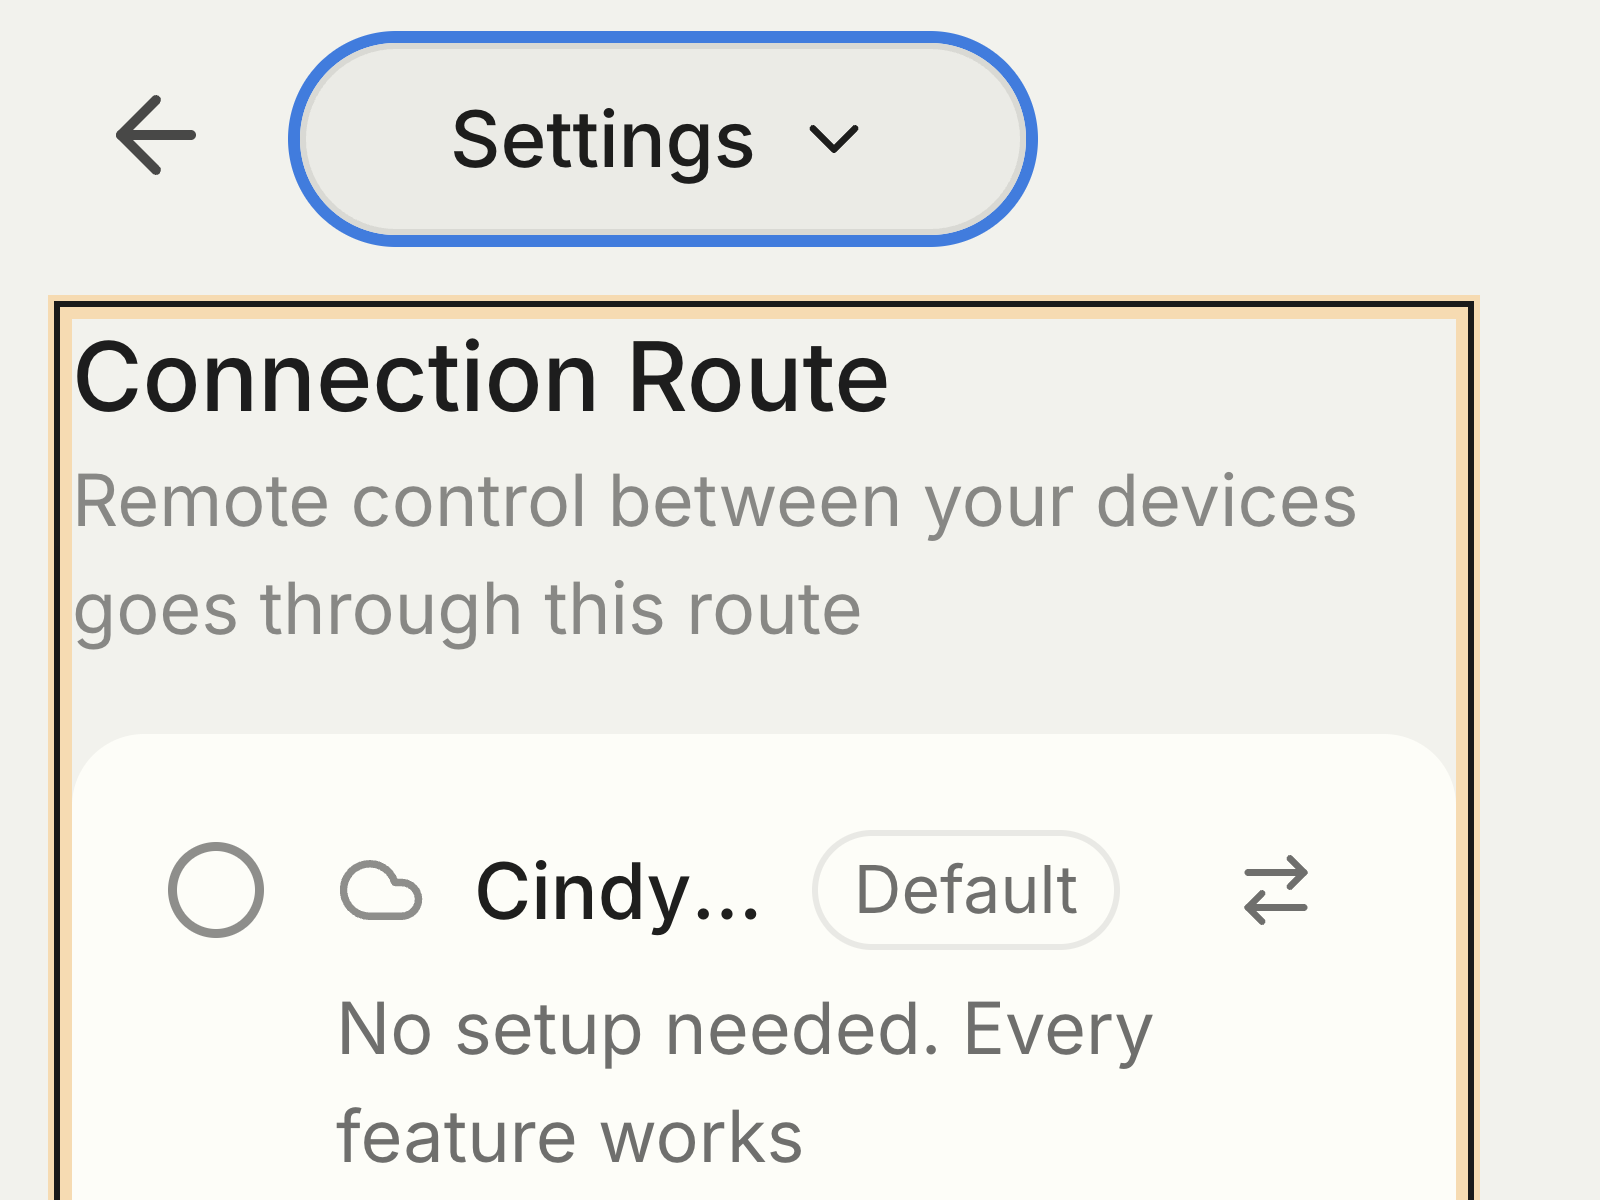 Settings
Connection Route
Remote control between your devices
goes through this route
Cindy... Default
No setup needed. Every
feature works